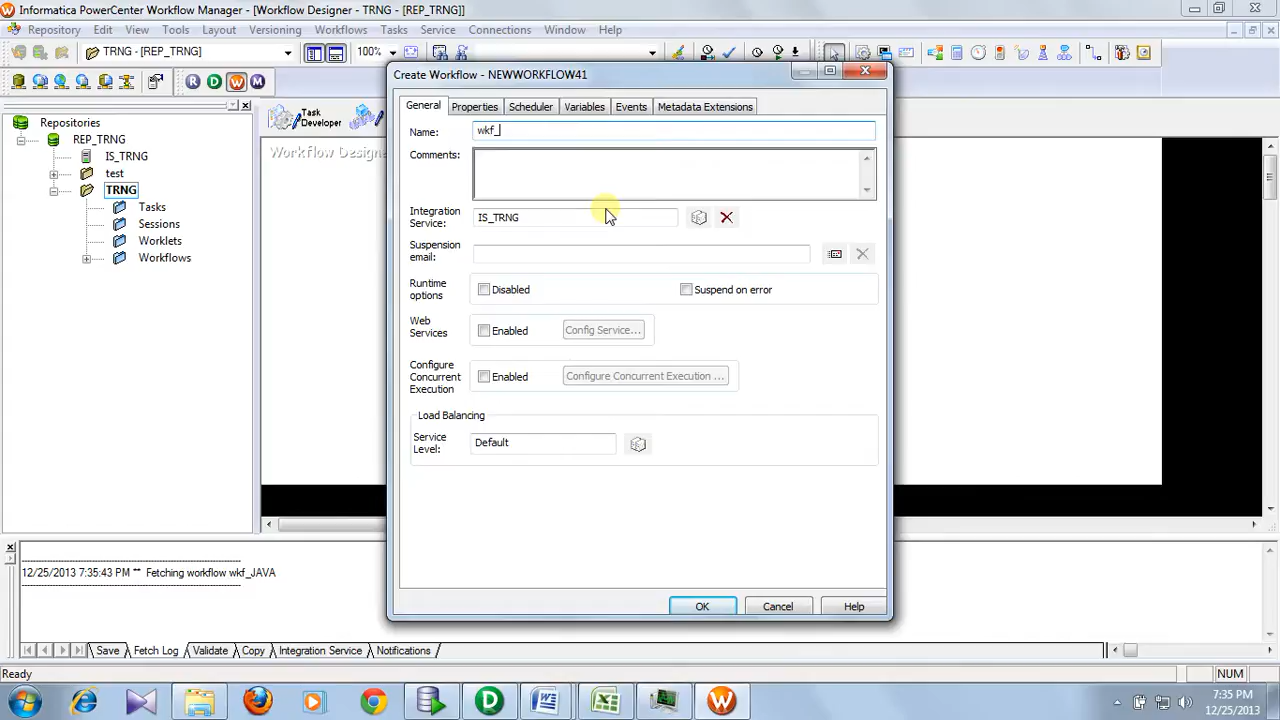 Informatica PowerCenter Workflow Manager - [Workflow Designer - TRNG - [REP_TRNG]]
Repository Edit View Tools Layout Versioning Workflows Tasks Service Connections Window Help
TRNG - [REP_TRNG] 100%
R D W M
Repositories
REP_TRNG
IS_TRNG
test
TRNG
Tasks
Sessions
Worklets
Workflows
Task Developer
Workflow Designe
Create Workflow - NEWWORKFLOW41
General Properties Scheduler Variables Events Metadata Extensions
Name: wkf_
Comments:
Integration Service: IS_TRNG
Suspension email:
Runtime options Disabled Suspend on error
Web Services Enabled Config Service...
Configure Concurrent Execution Enabled Configure Concurrent Execution ...
Load Balancing
Service Level: Default
OK Cancel Help
12/25/2013 7:35:43 PM ** Fetching workflow wkf_JAVA
Save Fetch Log Validate Copy Integration Service Notifications
Ready NUM
7:35 PM
12/25/2013